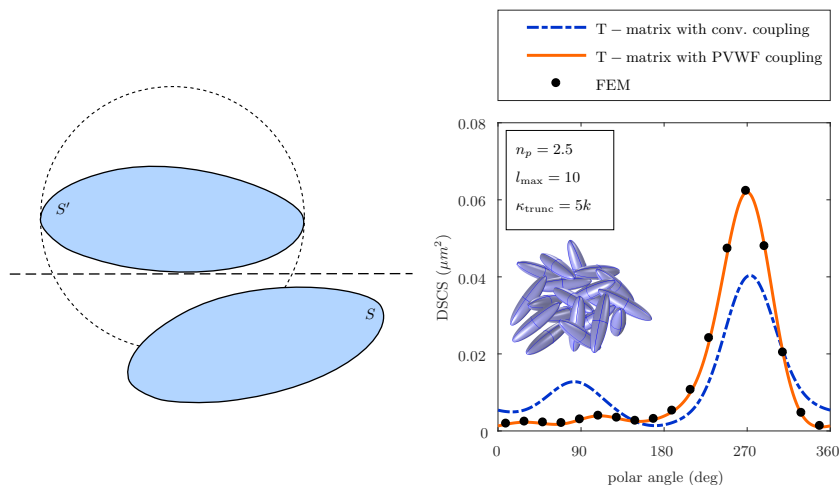 S′
S
T − matrix with conv. coupling
T − matrix with PVWF coupling
FEM
0.08
0.06
0.04
0.02
0
DSCS (μm²)
n_p = 2.5
l_max = 10
κ_trunc = 5k
0 90 180 270 360
polar angle (deg)